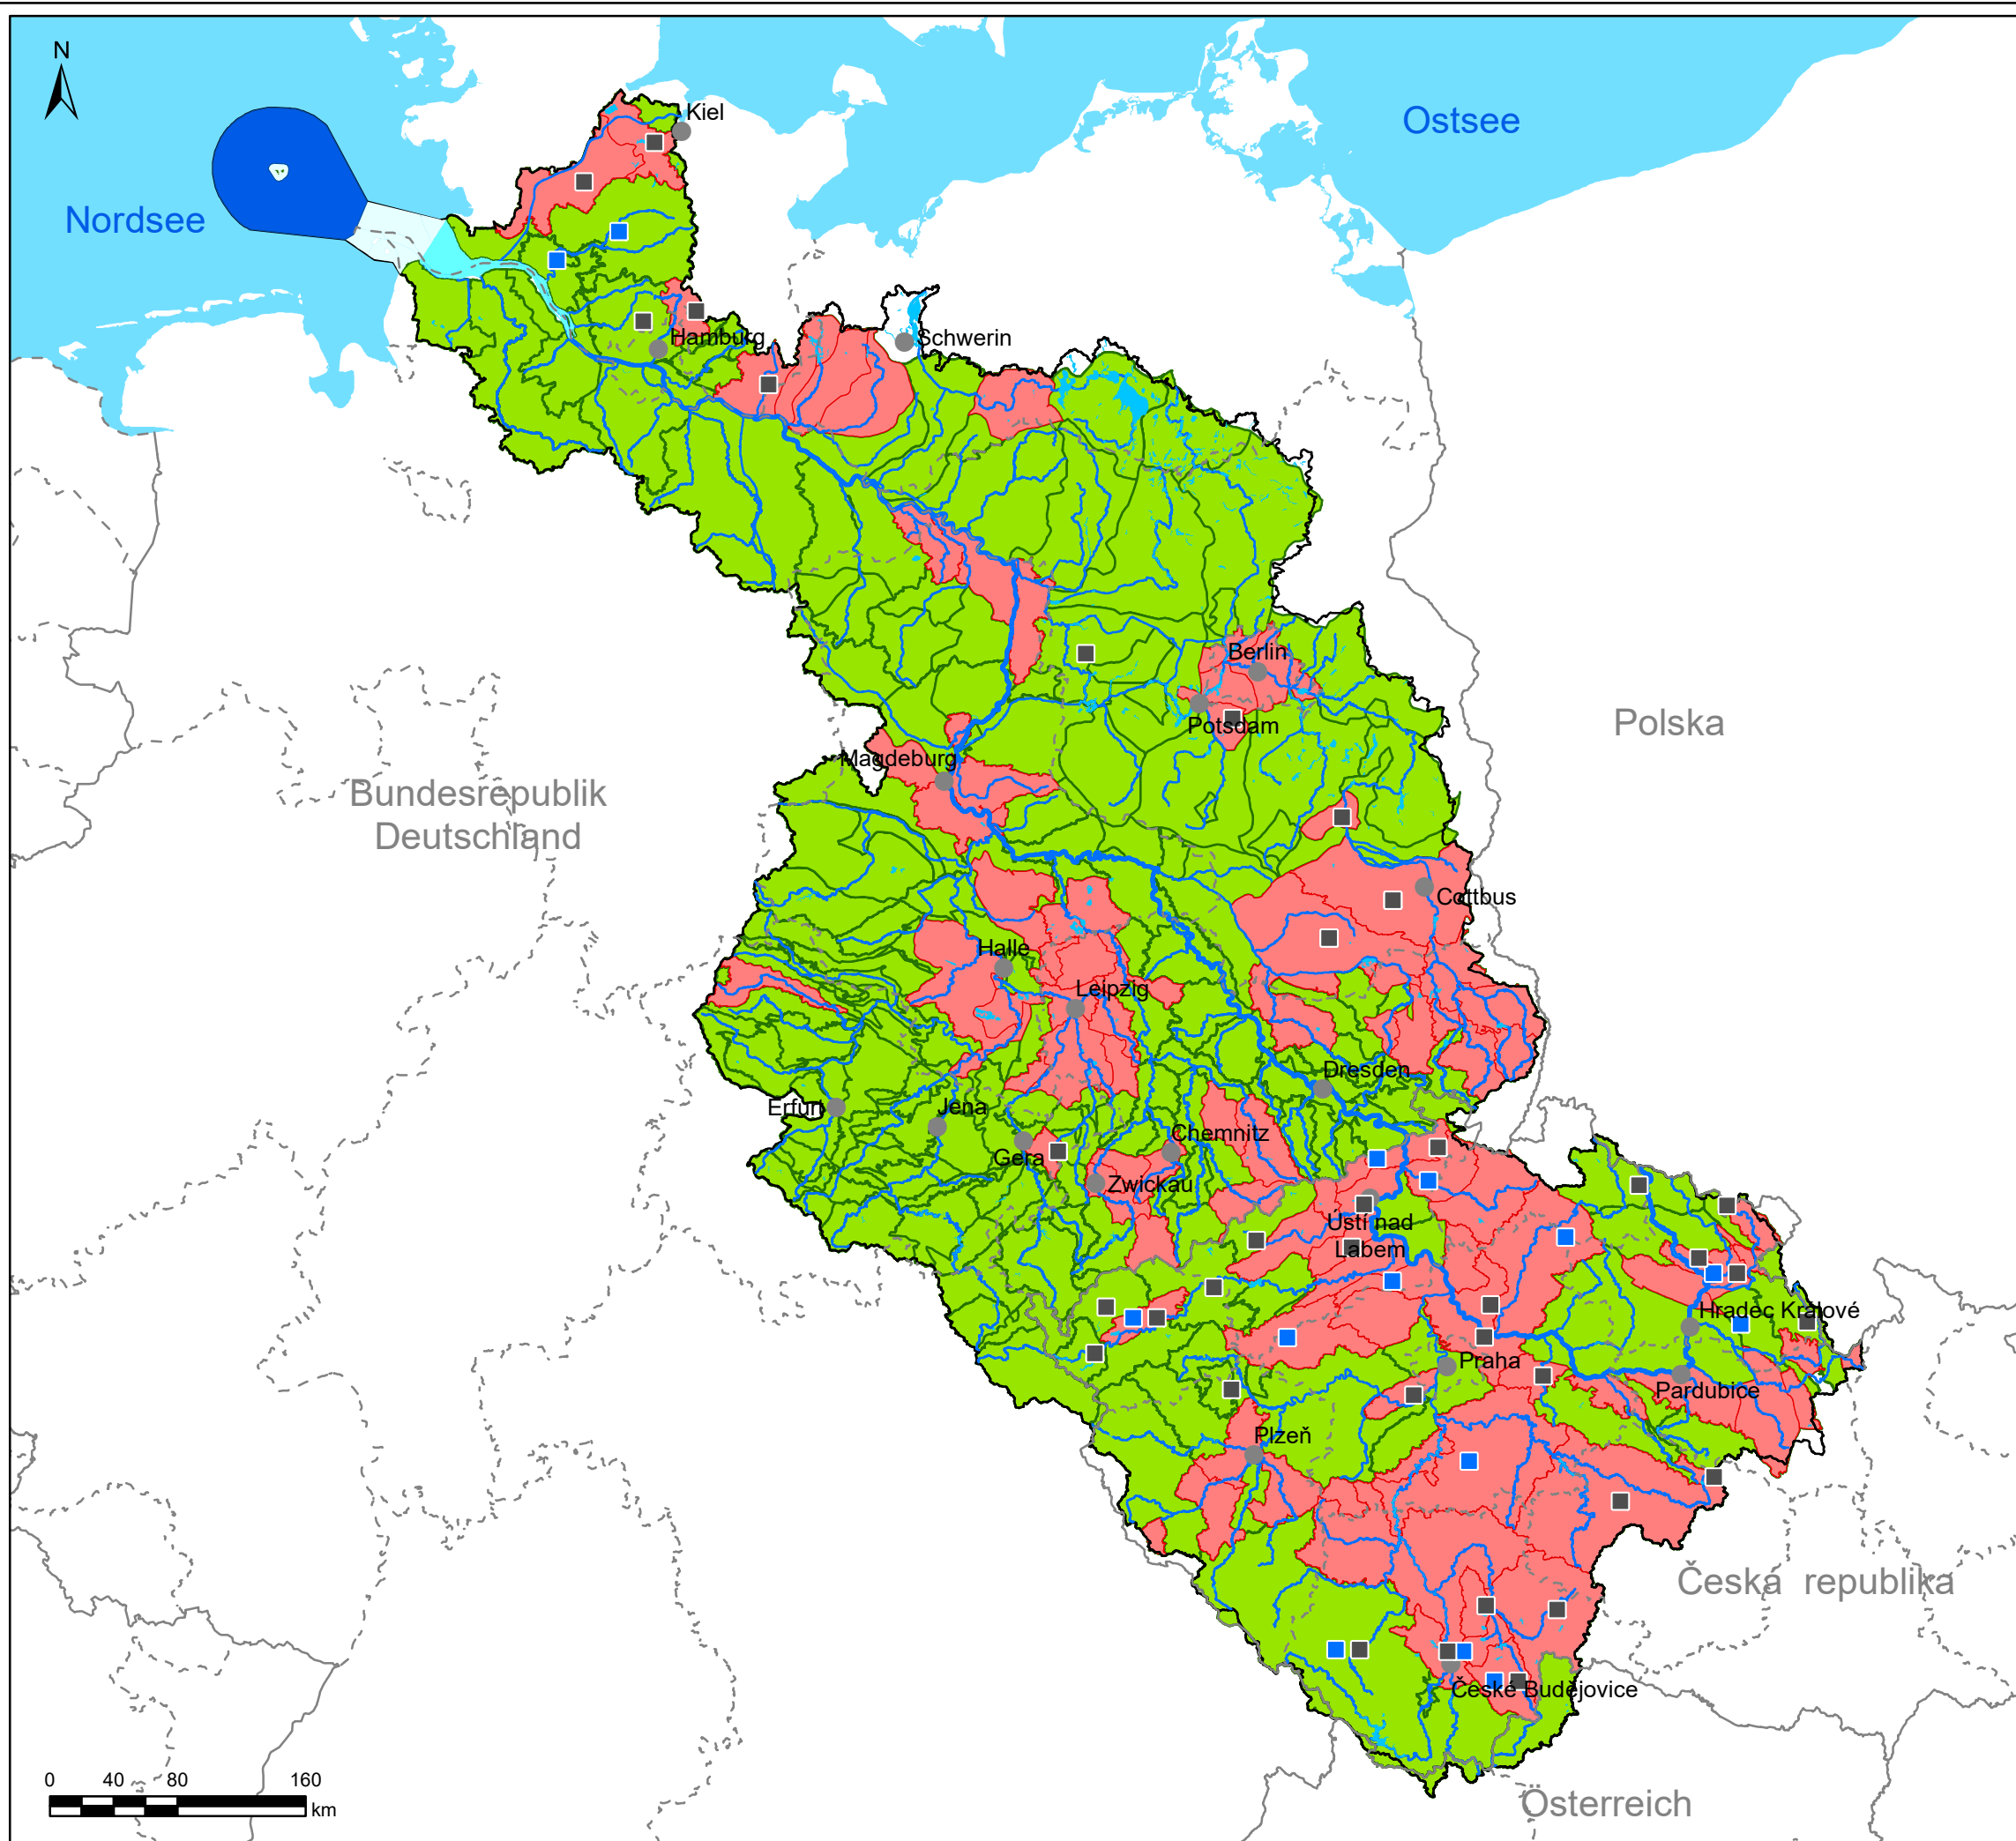 N
Kiel
Ostsee
Nordsee
Hamburg
Schwerin
Berlin
Polska
Potsdam
Magdeburg
Bundesrepublik
Deutschland
Cottbus
Halle
Leipzig
Dresden
Erfurt
Jena
Chemnitz
Gera
Zwickau
Ústí nad
Labem
Hradec Králové
Praha
Pardubice
Plzeň
Česká republika
České Budějovice
0 40 80 160
km
Österreich